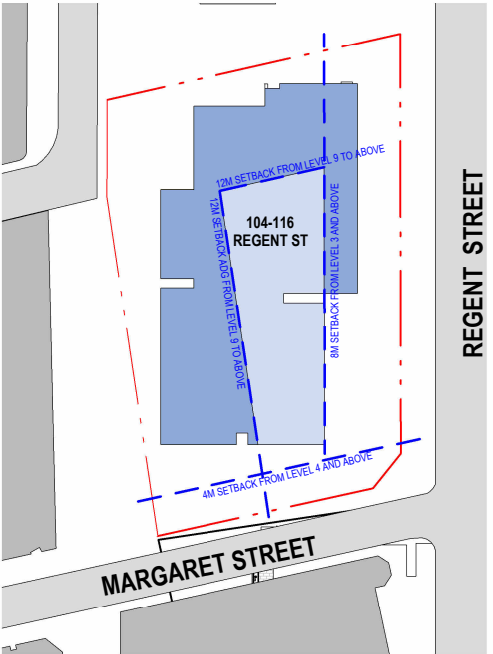 12M SETBACK FROM LEVEL 9 TO ABOVE
104-116
REGENT ST
12M SETBACK ADG FROM LEVEL 9 TO ABOVE
8M SETBACK FROM LEVEL 3 AND ABOVE
REGENT STREET
4M SETBACK FROM LEVEL 4 AND ABOVE
MARGARET STREET